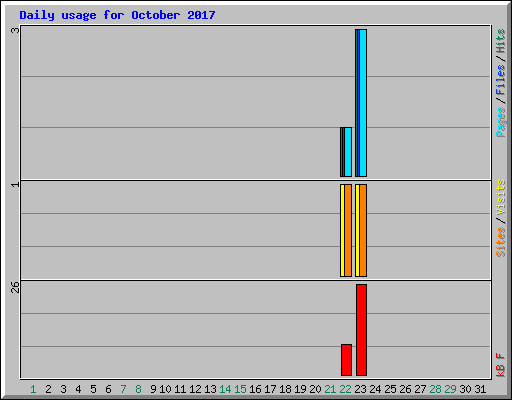 Daily usage for October 2017
3
Pages / Files / Hits
1
Sites / Visits
26
kB F
1 2 3 4 5 6 7 8 9 10 11 12 13 14 15 16 17 18 19 20 21 22 23 24 25 26 27 28 29 30 31